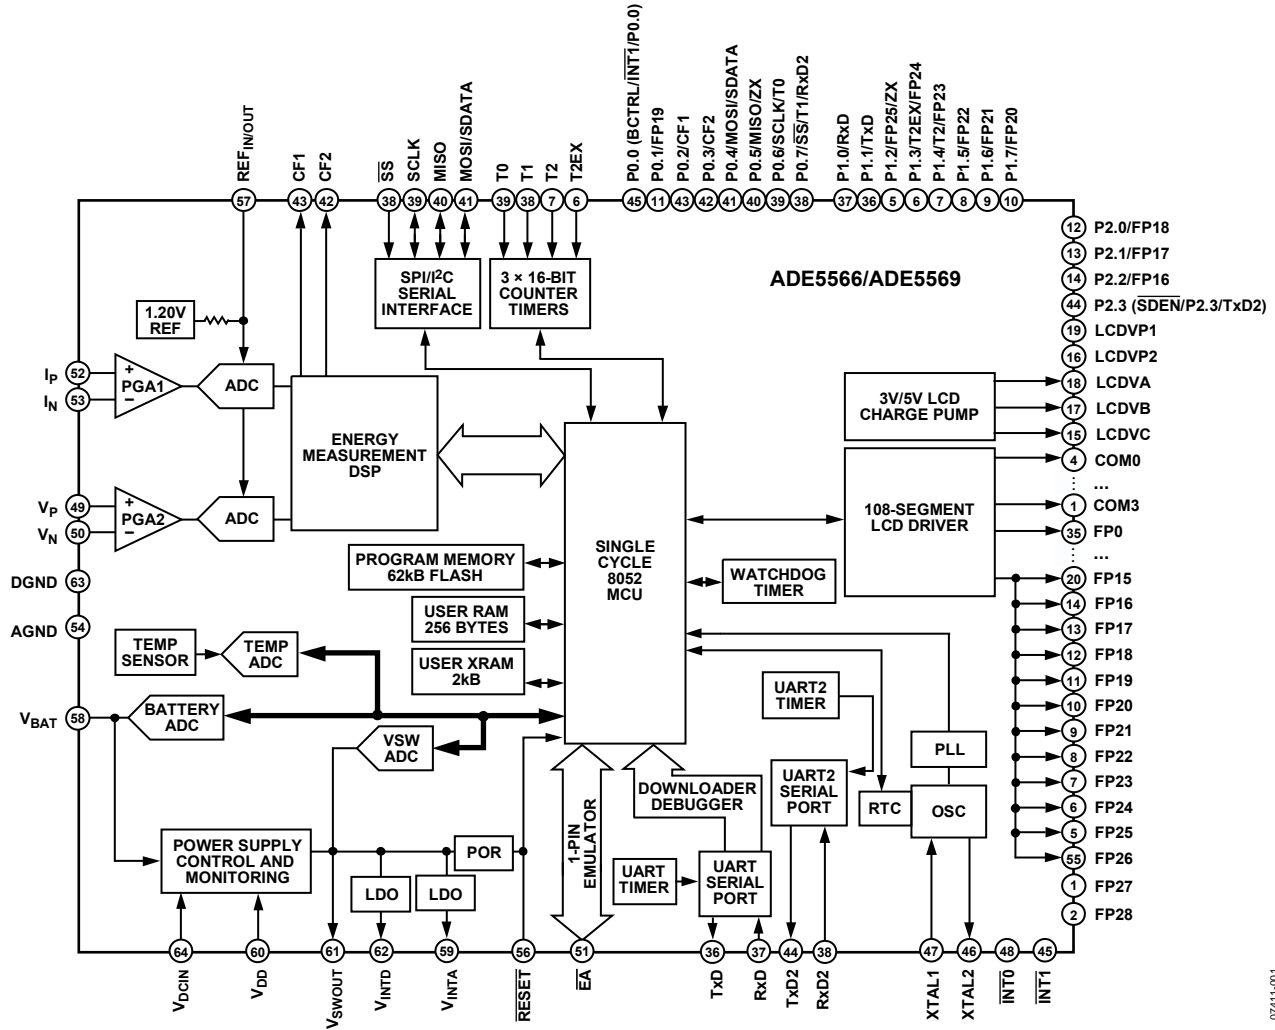 REFIN/OUT
CF1
CF2
SS
SCLK
MISO
MOSI/SDATA
T0
T1
T2
T2EX
P0.0 (BCTRL/INT1/P0.0)
P0.1/FP19
P0.2/CF1
P0.3/CF2
P0.4/MOSI/SDATA
P0.5/MISO/ZX
P0.6/SCLK/T0
P0.7/SS/T1/RxD2
P1.0/RxD
P1.1/TxD
P1.2/FP25/ZX
P1.3/T2EX/FP24
P1.4/T2/FP23
P1.5/FP22
P1.6/FP21
P1.7/FP20
57
43
42
38
39
40
41
39
38
7
6
45
11
43
42
41
40
39
38
37
36
5
6
7
8
9
10
12 P2.0/FP18
13 P2.1/FP17
14 P2.2/FP16
44 P2.3 (SDEN/P2.3/TxD2)
19 LCDVP1
16 LCDVP2
18 LCDVA
17 LCDVB
15 LCDVC
4 COM0
...
1 COM3
35 FP0
...
20 FP15
14 FP16
13 FP17
12 FP18
11 FP19
10 FP20
9 FP21
8 FP22
7 FP23
6 FP24
5 FP25
55 FP26
1 FP27
2 FP28
ADE5566/ADE5569
SPI/I2C
SERIAL
INTERFACE
3 × 16-BIT
COUNTER
TIMERS
1.20V
REF
IP 52
IN 53
+
PGA1
–
ADC
VP 49
VN 50
+
PGA2
–
ADC
ENERGY
MEASUREMENT
DSP
3V/5V LCD
CHARGE PUMP
108-SEGMENT
LCD DRIVER
SINGLE
CYCLE
8052
MCU
PROGRAM MEMORY
62kB FLASH
USER RAM
256 BYTES
USER XRAM
2kB
WATCHDOG
TIMER
DGND 63
AGND 54
TEMP
SENSOR
TEMP
ADC
VBAT 58
BATTERY
ADC
VSW
ADC
UART2
TIMER
PLL
DOWNLOADER
DEBUGGER
UART2
SERIAL
PORT
RTC
OSC
POWER SUPPLY
CONTROL AND
MONITORING
POR
LDO
LDO
1-PIN
EMULATOR
UART
TIMER
UART
SERIAL
PORT
64
60
61
62
59
56
51
36
37
44
38
47
46
48
45
VDCIN
VDD
VSWOUT
VINTD
VINTA
RESET
EA
TxD
RxD
TxD2
RxD2
XTAL1
XTAL2
INT0
INT1
07411-001